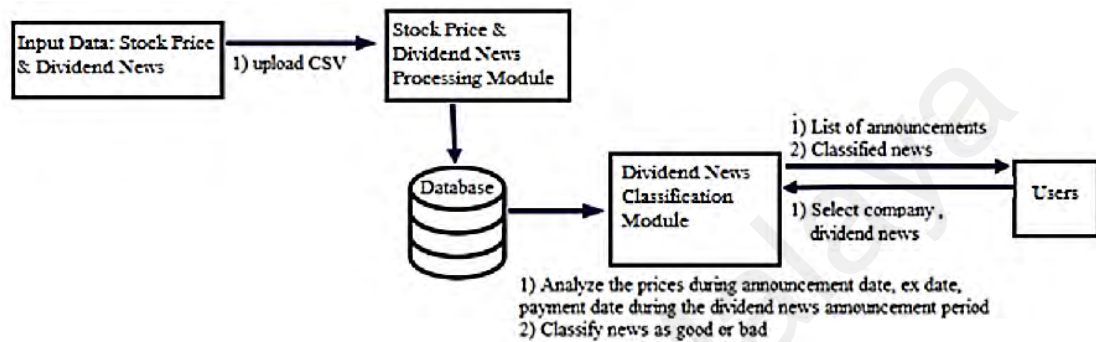 Input Data: Stock Price
& Dividend News
1) upload CSV
Stock Price &
Dividend News
Processing Module
Database
Dividend News
Classification
Module
1) List of announcements
2) Classified news
1) Select company ,
dividend news
Users
1) Analyze the prices during announcement date, ex date,
payment date during the dividend news announcement period
2) Classify news as good or bad